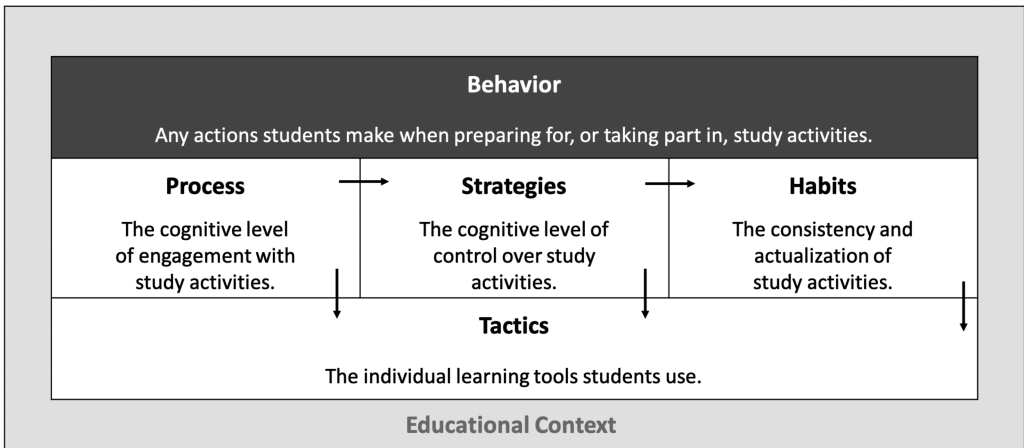 Behavior
Any actions students make when preparing for, or taking part in, study activities.
Process
The cognitive level
of engagement with
study activities.
Strategies
The cognitive level of
control over study
activities.
Habits
The consistency and
actualization of
study activities.
Tactics
The individual learning tools students use.
Educational Context